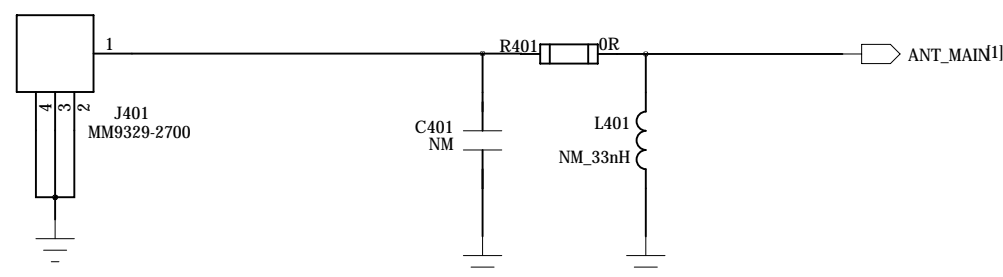 1
R401
0R
ANT_MAIN[1]
4
3
2
J401
MM9329-2700
C401
NM
L401
NM_33nH